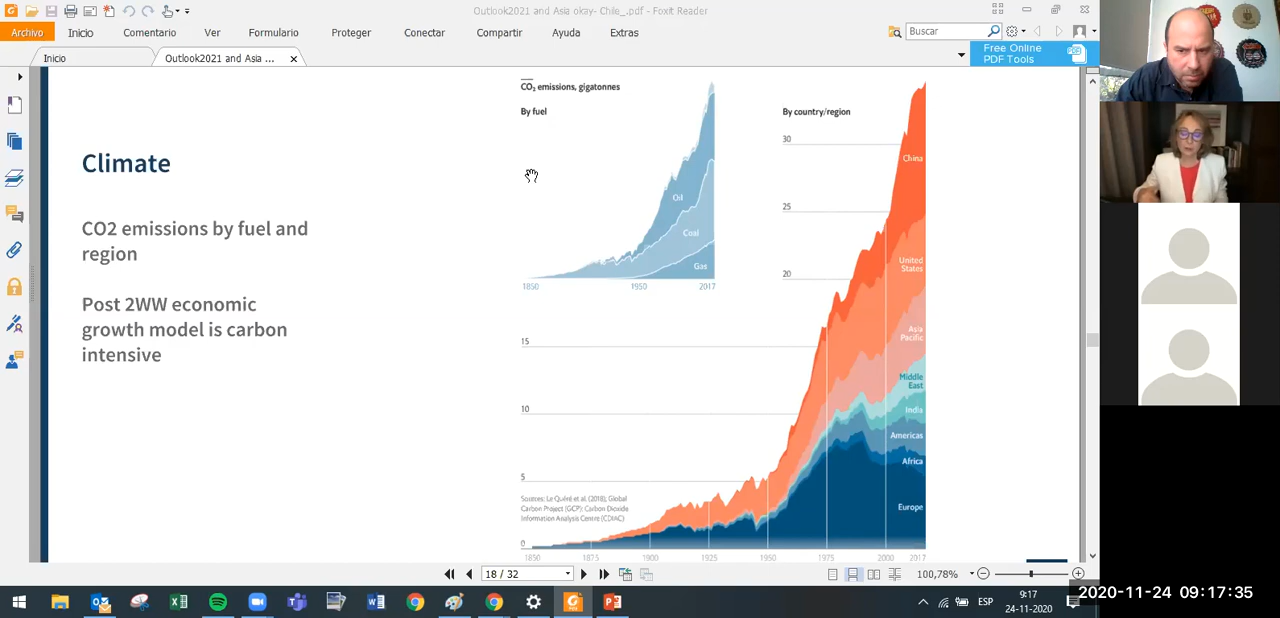 Outlook2021 and Asia okay- Chile_.pdf - Foxit Reader
Archivo
Inicio
Comentario
Ver
Formulario
Proteger
Conectar
Compartir
Ayuda
Extras
Buscar
Inicio
Outlook2021 and Asia ...
Free Online
PDF Tools
Climate
CO2 emissions by fuel and
region
Post 2WW economic
growth model is carbon
intensive
CO₂ emissions, gigatonnes
By fuel
Oil
Coal
Gas
1850
1950
2017
By country/region
30
25
20
15
10
5
0
China
United
States
Asia
Pacific
Middle
East
India
Americas
Africa
Europe
Sources: Le Quéré et al. (2018); Global
Carbon Project (GCP); Carbon Dioxide
Information Analysis Centre (CDIAC)
1850
1875
1900
1925
1950
1975
2000
2017
18 / 32
100,78%
ESP
9:17
24-11-2020
2020-11-24 09:17:35